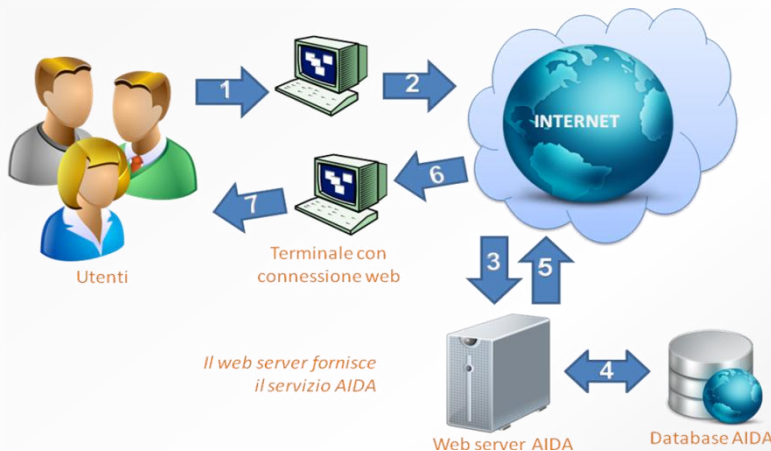 1
2
INTERNET
6
7
Terminale con
connessione web
Utenti
3
5
Il web server fornisce
il servizio AIDA
4
Web server AIDA
Database AIDA